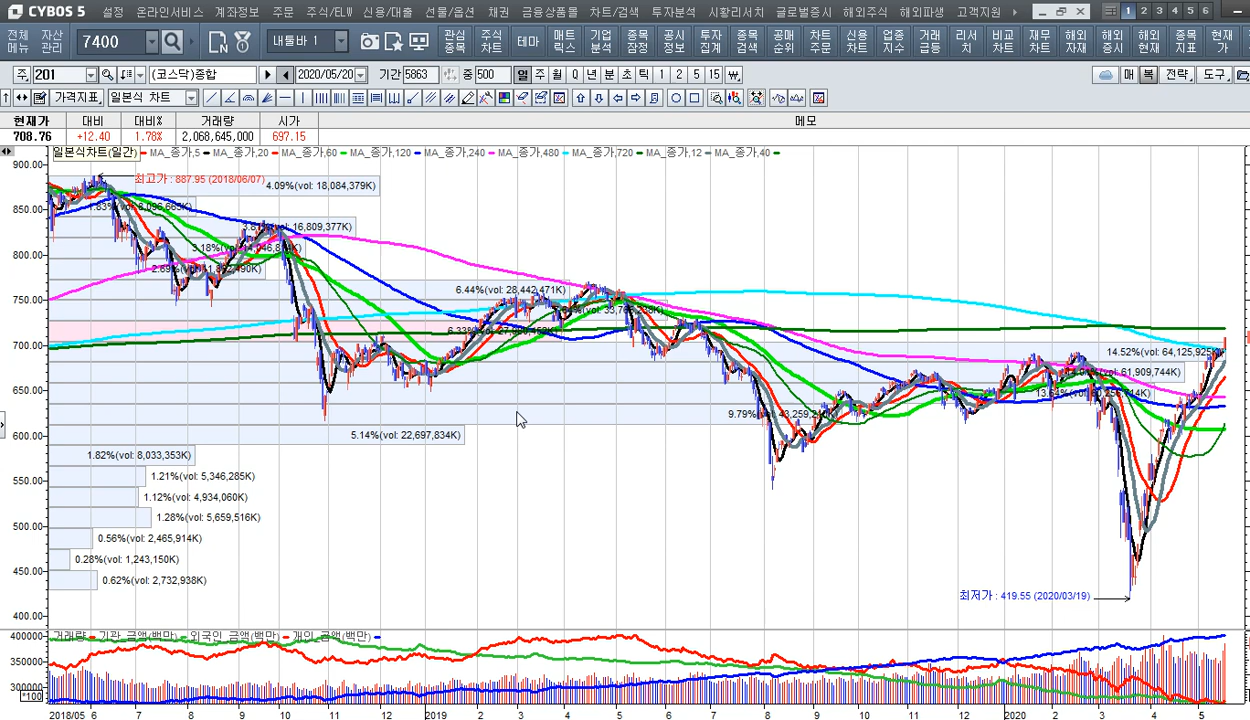 CYBOS 5 설정 온라인서비스 계좌정보 주문 주식/ELW 신용/대출 선물/옵션 채권 금융상품몰 차트/검색 투자분석 시황리서치 글로벌증시 해외주식 해외파생 고객지원 1 2 3 4 5 6
전체메뉴 자산관리 7400 내툴바 1 관심종목 주식차트 테마 매트릭스 기업분석 종목잠정 공시정보 투자집계 종목검색 공매순위 차트주문 신용차트 업종지수 거래급등 리서치 비교차트 재무차트 해외자재 해외증시 해외현재 종목지표 현재가
주 201 (코스닥)종합 2020/05/20 기간 5863 중 500 일 주 월 Q 년 분 초 틱 1 2 5 15 ₩ 매 복 전략 도구
가격지표 일본식 차트
현재가 대비 대비% 거래량 시가 메모
708.76 +12.40 1.78% 2,068,645,000 697.15
일본식차트(일간) MA_종가,5 MA_종가,20 MA_종가,60 MA_종가,120 MA_종가,240 MA_종가,480 MA_종가,720 MA_종가,12 MA_종가,40
900.00
최고가 : 887.95 (2018/06/07)
4.09%(vol: 18,084,379K)
850.00
16,809,377K)
800.00
6.44%(vol: 28,442,471K)
750.00
700.00
14.52%(vol: 64,125,925K)
61,909,744K)
650.00
9.79%(vol: 43,259,2
5.14%(vol: 22,697,834K)
600.00
1.82%(vol: 8,033,353K)
1.21%(vol: 5,346,285K)
550.00
1.12%(vol: 4,934,060K)
1.28%(vol: 5,659,516K)
500.00
0.56%(vol: 2,465,914K)
0.28%(vol: 1,243,150K)
450.00
0.62%(vol: 2,732,938K)
최저가 : 419.55 (2020/03/19)
400.00
거래량 기관_금액(백만) 외국인_금액(백만) 개인_금액(백만)
400000
350000
300000
×100
2018/05 6 7 8 9 10 11 12 2019 2 3 4 5 6 7 8 9 10 11 12 2020 2 3 4 5